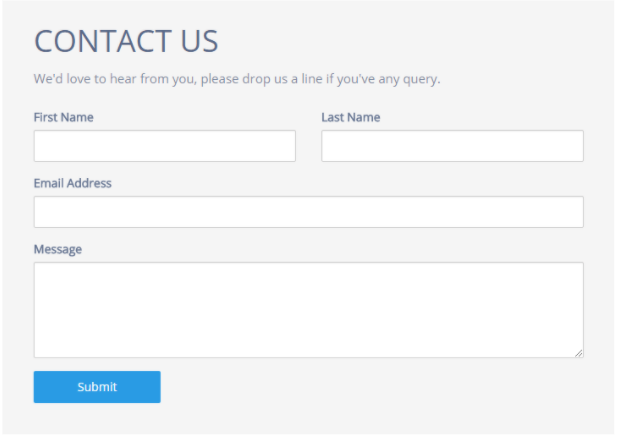 CONTACT US
We'd love to hear from you, please drop us a line if you've any query.
First Name
Last Name
Email Address
Message
Submit